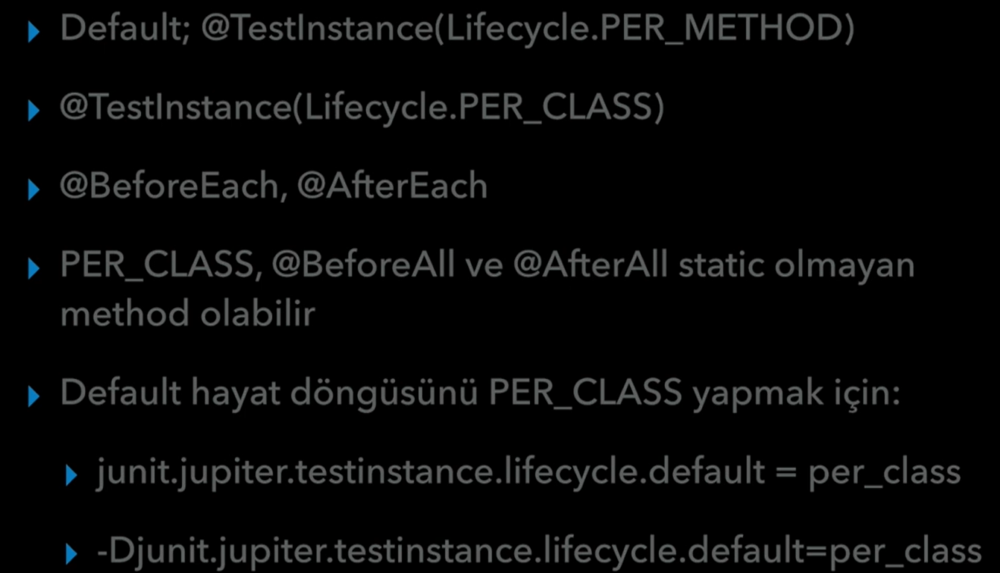 Default; @TestInstance(Lifecycle.PER_METHOD)
@TestInstance(Lifecycle.PER_CLASS)
@BeforeEach, @AfterEach
PER_CLASS, @BeforeAll ve @AfterAll static olmayan
method olabilir
Default hayat döngüsünü PER_CLASS yapmak için:
junit.jupiter.testinstance.lifecycle.default = per_class
-Djunit.jupiter.testinstance.lifecycle.default=per_class